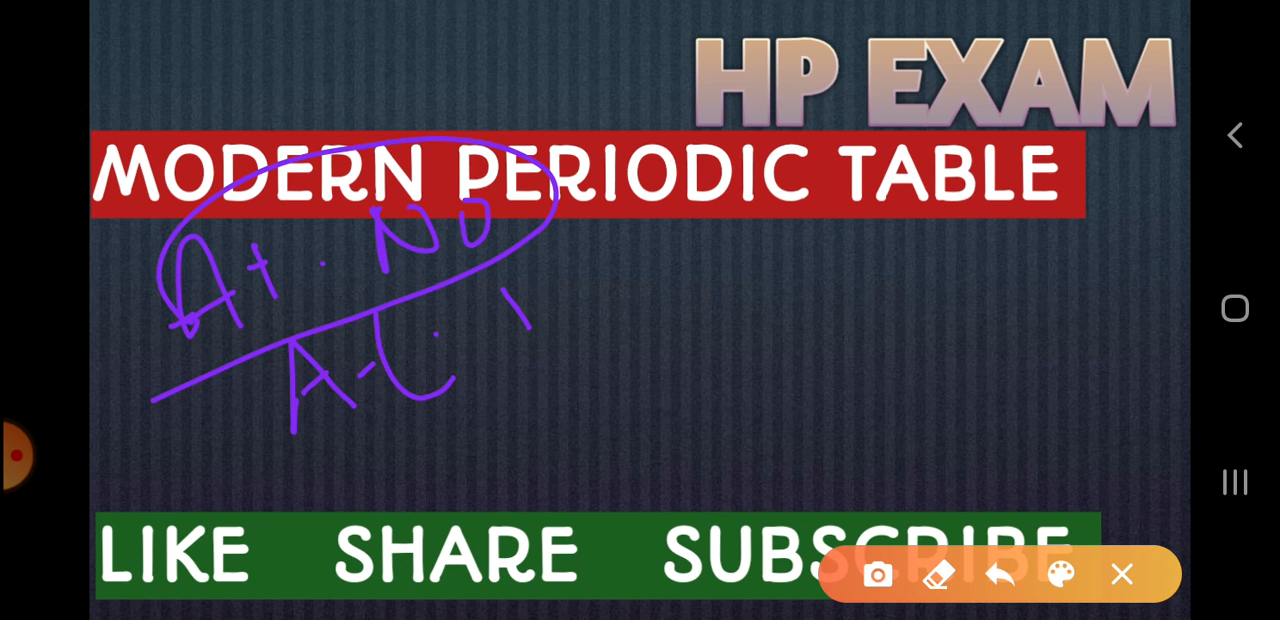 HP EXAM
MODERN PERIODIC TABLE
At. No
LIKE SHARE SUBSCRIBE